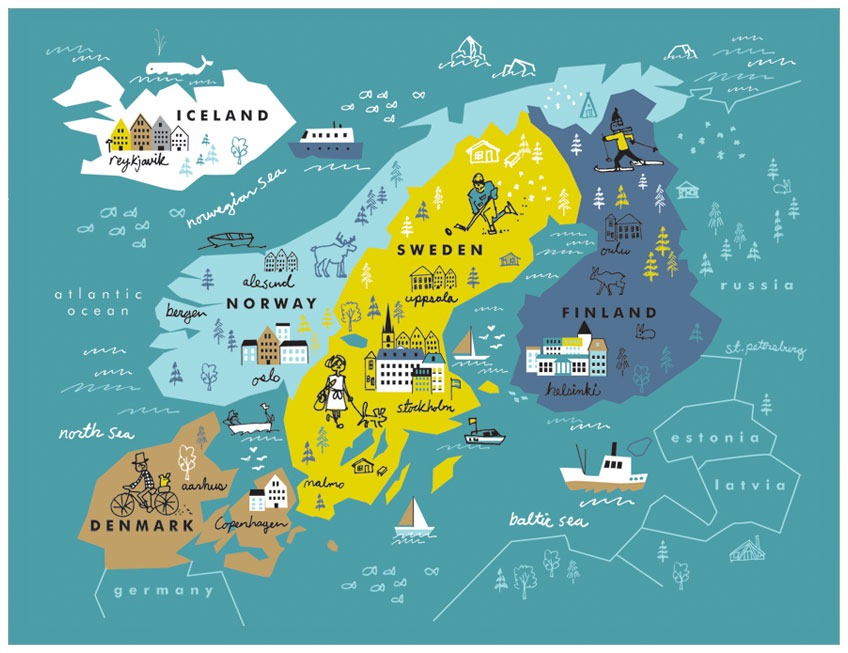 ICELAND
reykjavik
norwegian sea
atlantic
ocean
alesund
NORWAY
bergen
oslo
SWEDEN
uppsala
stockholm
malmo
oulu
FINLAND
helsinki
russia
st. petersburg
estonia
latvia
north sea
aarhus
DENMARK
Copenhagen
baltic sea
germany